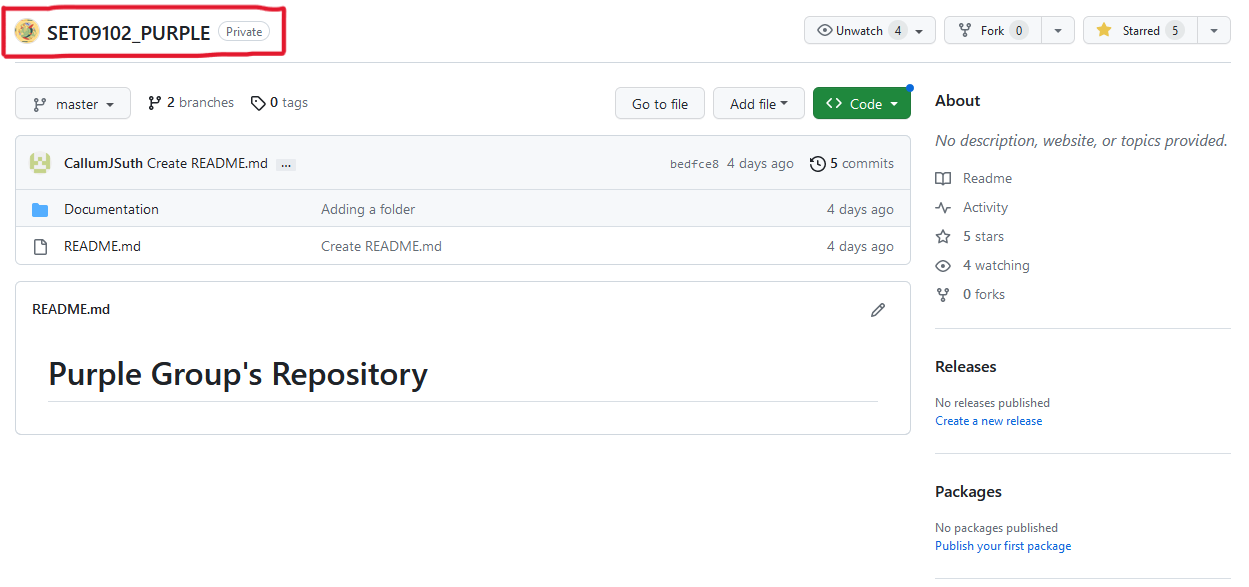 SET09102_PURPLE Private Unwatch 4 Fork 0 Starred 5
master 2 branches 0 tags Go to file Add file Code
About
No description, website, or topics provided.
CallumJSuth Create README.md ... bedfce8 4 days ago 5 commits
Readme
Documentation Adding a folder 4 days ago
Activity
README.md Create README.md 4 days ago
5 stars
4 watching
0 forks
README.md
Purple Group's Repository
Releases
No releases published
Create a new release
Packages
No packages published
Publish your first package